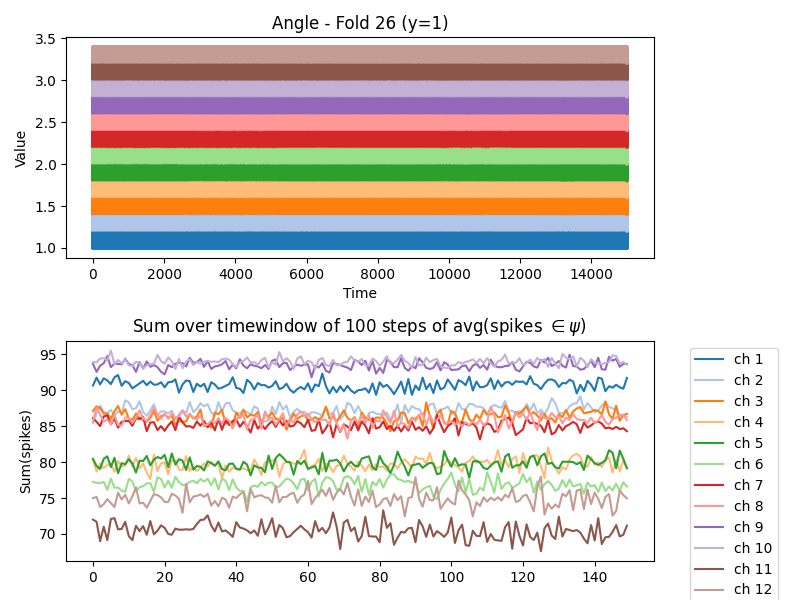 Angle - Fold 26 (y=1)
3.5
3.0
2.5
2.0
1.5
1.0
Value
0 2000 4000 6000 8000 10000 12000 14000
Time
Sum over timewindow of 100 steps of avg(spikes ∈ ψ)
95
90
85
80
75
70
Sum(spikes)
0 20 40 60 80 100 120 140
ch 1
ch 2
ch 3
ch 4
ch 5
ch 6
ch 7
ch 8
ch 9
ch 10
ch 11
ch 12